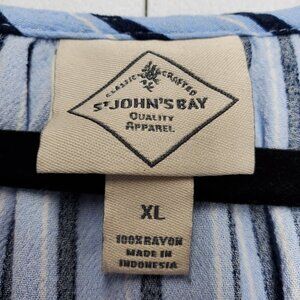 CLASSIC CRAFTED
ST JOHN'S BAY
QUALITY
APPAREL
XL
100%RAYON
MADE IN
INDONESIA